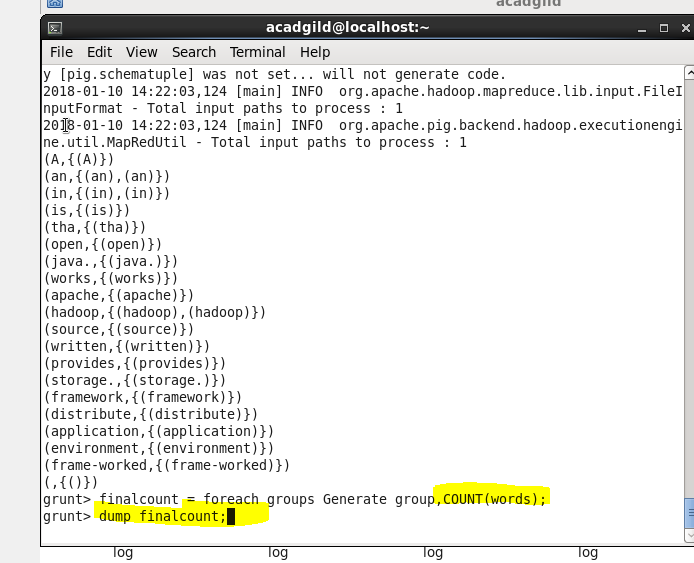 acadgild
acadgild@localhost:~
File Edit View Search Terminal Help
y [pig.schematuple] was not set... will not generate code.
2018-01-10 14:22:03,124 [main] INFO  org.apache.hadoop.mapreduce.lib.input.FileI
nputFormat - Total input paths to process : 1
2018-01-10 14:22:03,124 [main] INFO  org.apache.pig.backend.hadoop.executionengi
ne.util.MapRedUtil - Total input paths to process : 1
(A,{(A)})
(an,{(an),(an)})
(in,{(in),(in)})
(is,{(is)})
(tha,{(tha)})
(open,{(open)})
(java.,{(java.)})
(works,{(works)})
(apache,{(apache)})
(hadoop,{(hadoop),(hadoop)})
(source,{(source)})
(written,{(written)})
(provides,{(provides)})
(storage.,{(storage.)})
(framework,{(framework)})
(distribute,{(distribute)})
(application,{(application)})
(environment,{(environment)})
(frame-worked,{(frame-worked)})
(,{()})
grunt> finalcount = foreach groups Generate group,COUNT(words);
grunt> dump finalcount;
log log log log